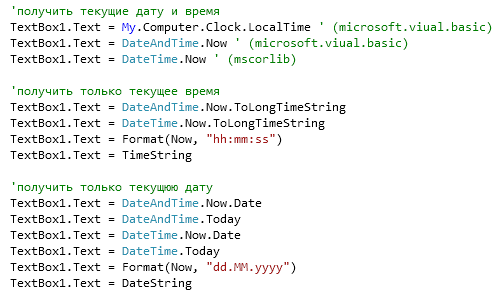 'получить текущие дату и время
TextBox1.Text = My.Computer.Clock.LocalTime ' (microsoft.viual.basic)
TextBox1.Text = DateAndTime.Now ' (microsoft.viual.basic)
TextBox1.Text = DateTime.Now ' (mscorlib)
'получить только текущее время
TextBox1.Text = DateAndTime.Now.ToLongTimeString
TextBox1.Text = DateTime.Now.ToLongTimeString
TextBox1.Text = Format(Now, "hh:mm:ss")
TextBox1.Text = TimeString
'получить только текущюю дату
TextBox1.Text = DateAndTime.Now.Date
TextBox1.Text = DateAndTime.Today
TextBox1.Text = DateTime.Now.Date
TextBox1.Text = DateTime.Today
TextBox1.Text = Format(Now, "dd.MM.yyyy")
TextBox1.Text = DateString